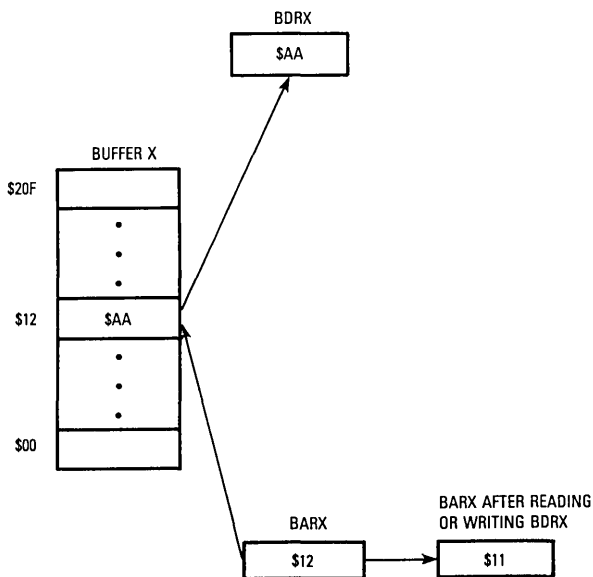 BDRX
$AA
BUFFER X
$20F
$12
$AA
$00
BARX
$12
BARX AFTER READING
OR WRITING BDRX
$11